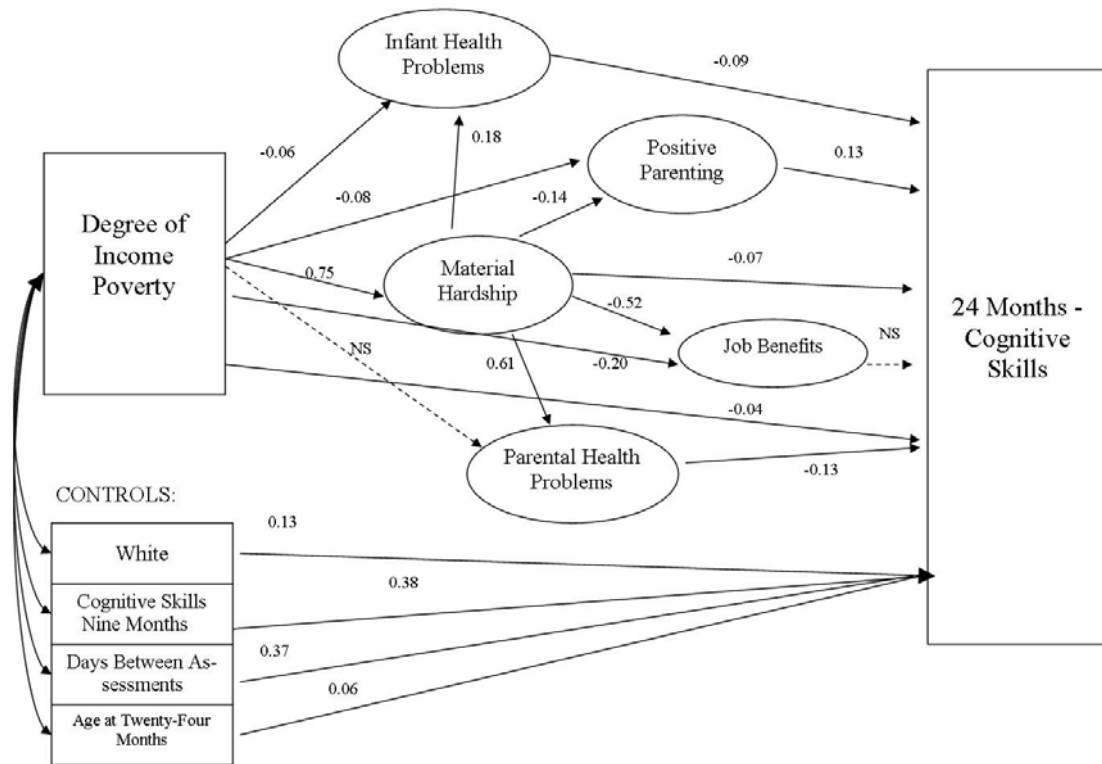 Infant Health
Problems
-0.09
0.18
Positive
Parenting
0.13
-0.06
-0.08
-0.14
Degree of
Income
Poverty
Material
Hardship
0.75
-0.07
-0.52
24 Months -
Cognitive
Skills
Job Benefits
NS
NS
0.61
-0.20
-0.04
Parental Health
Problems
-0.13
CONTROLS:
White
0.13
Cognitive Skills
Nine Months
0.38
Days Between As-
sessments
0.37
Age at Twenty-Four
Months
0.06